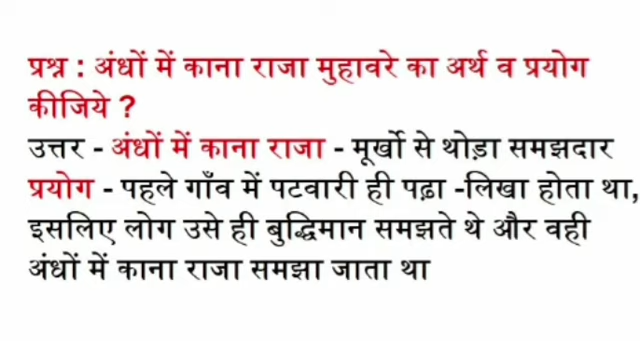 प्रश्न : अंधों में काना राजा मुहावरे का अर्थ व प्रयोग
कीजिये ?
उत्तर - अंधों में काना राजा - मूर्खो से थोड़ा समझदार
प्रयोग - पहले गाँव में पटवारी ही पढ़ा -लिखा होता था,
इसलिए लोग उसे ही बुद्धिमान समझते थे और वही
अंधों में काना राजा समझा जाता था